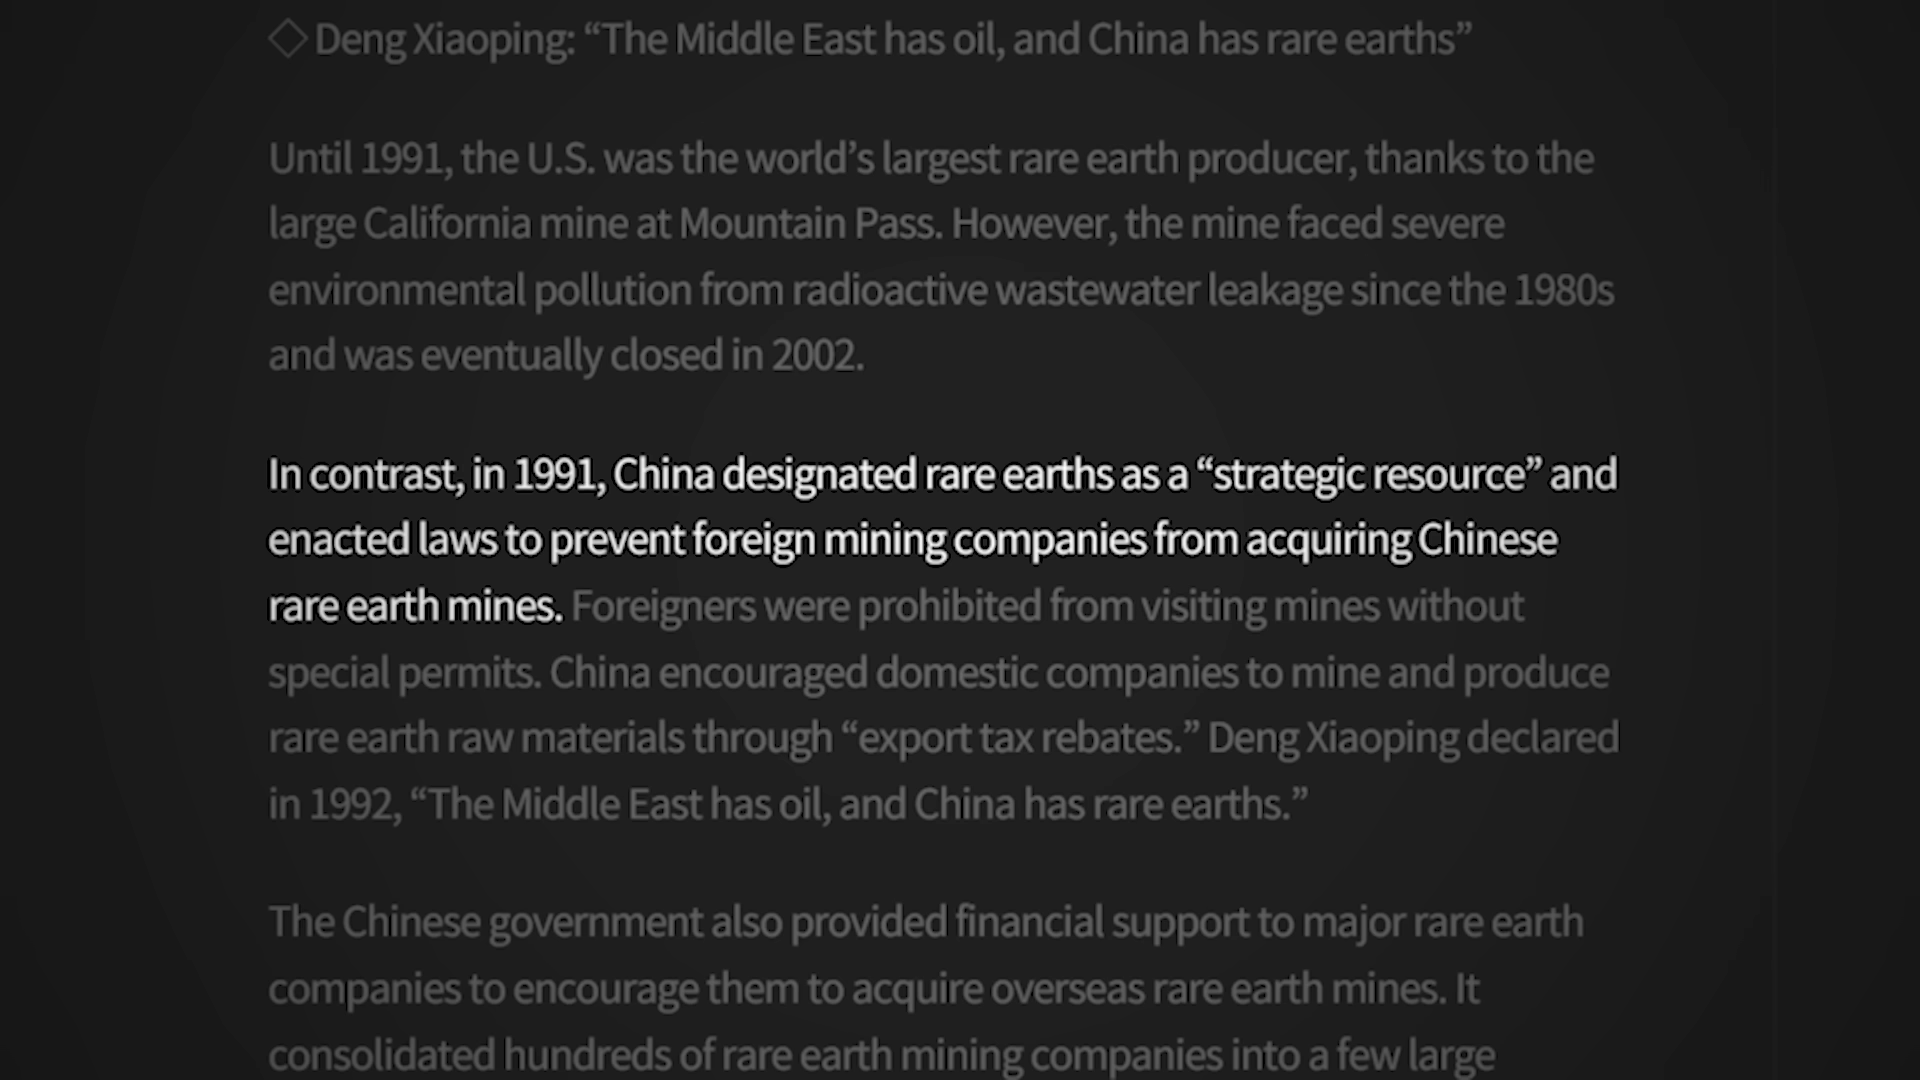 ◇ Deng Xiaoping: “The Middle East has oil, and China has rare earths”
Until 1991, the U.S. was the world’s largest rare earth producer, thanks to the
large California mine at Mountain Pass. However, the mine faced severe
environmental pollution from radioactive wastewater leakage since the 1980s
and was eventually closed in 2002.
In contrast, in 1991, China designated rare earths as a “strategic resource” and
enacted laws to prevent foreign mining companies from acquiring Chinese
rare earth mines. Foreigners were prohibited from visiting mines without
special permits. China encouraged domestic companies to mine and produce
rare earth raw materials through “export tax rebates.” Deng Xiaoping declared
in 1992, “The Middle East has oil, and China has rare earths.”
The Chinese government also provided financial support to major rare earth
companies to encourage them to acquire overseas rare earth mines. It
consolidated hundreds of rare earth mining companies into a few large